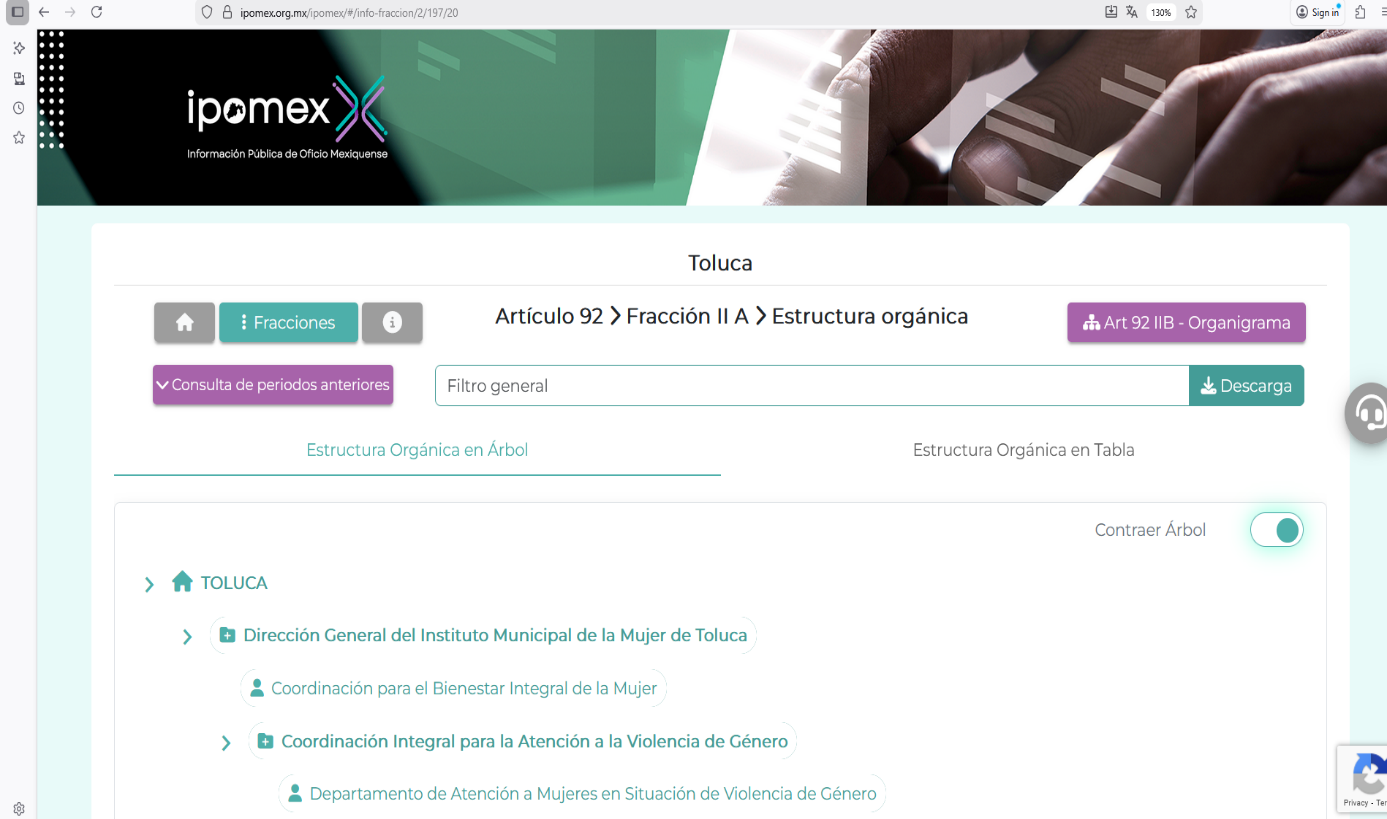 ipomex.org.mx/ipomex/#/info-fraccion/2/197/20
130%
Sign in
ipomex
Información Pública de Oficio Mexiquense
Toluca
Fracciones
Artículo 92 > Fracción II A > Estructura orgánica
Art 92 IIB - Organigrama
Consulta de periodos anteriores
Filtro general
Descarga
Estructura Orgánica en Árbol
Estructura Orgánica en Tabla
Contraer Árbol
TOLUCA
Dirección General del Instituto Municipal de la Mujer de Toluca
Coordinación para el Bienestar Integral de la Mujer
Coordinación Integral para la Atención a la Violencia de Género
Departamento de Atención a Mujeres en Situación de Violencia de Género
Privacy - Ter